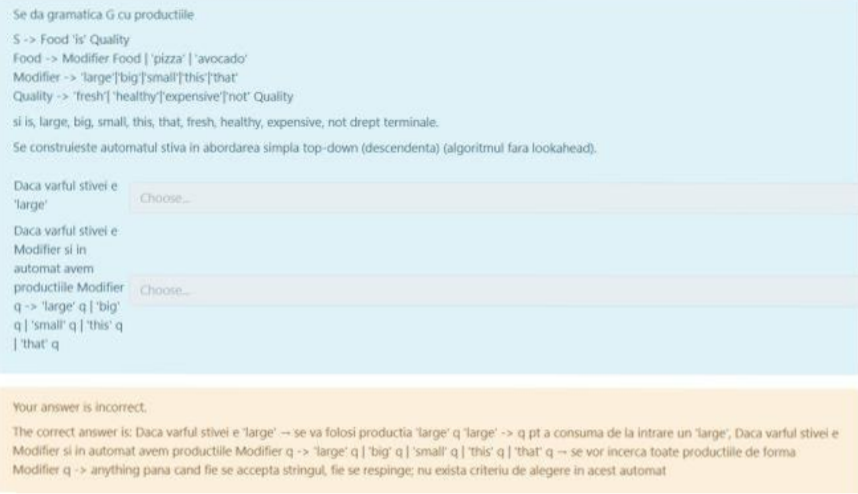 Se da gramatica G cu productiile
S -> Food 'is' Quality
Food -> Modifier Food | 'pizza' | 'avocado'
Modifier -> 'large'|'big'|'small'|'this'|'that'
Quality -> 'fresh'| 'healthy'|'expensive'|'not' Quality
si is, large, big, small, this, that, fresh, healthy, expensive, not drept terminale.
Se construieste automatul stiva in abordarea simpla top-down (descendenta) (algoritmul fara lookahead).
Daca varful stivei e
'large'
Choose...
Daca varful stivei e
Modifier si in
automat avem
productiile Modifier
q -> 'large' q | 'big'
q | 'small' q | 'this' q
| 'that' q
Choose...
Your answer is incorrect.
The correct answer is: Daca varful stivei e 'large' → se va folosi productia 'large' q 'large' -> q pt a consuma de la intrare un 'large', Daca varful stivei e
Modifier si in automat avem productiile Modifier q -> 'large' q | 'big' q | 'small' q | 'this' q | 'that' q → se vor incerca toate productiile de forma
Modifier q -> anything pana cand fie se accepta stringul, fie se respinge; nu exista criteriu de alegere in acest automat